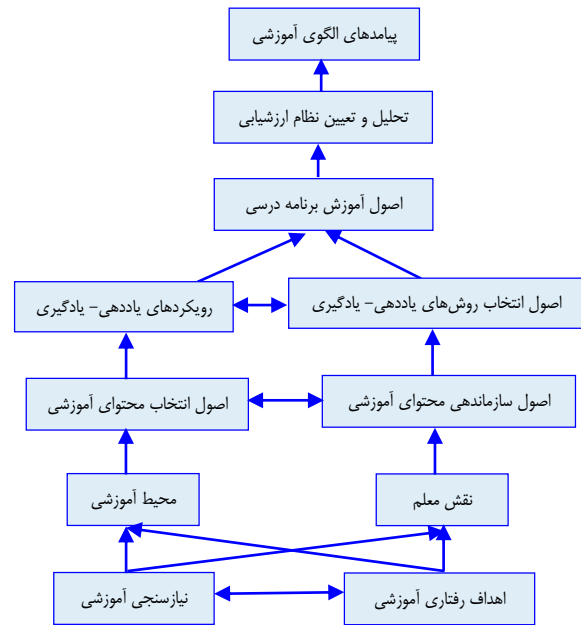 پیامدهای الگوی آموزشی
تحلیل و تعیین نظام ارزشیابی
اصول آموزش برنامه درسی
اصول انتخاب روش‌های یاددهی- یادگیری
رویکردهای یاددهی- یادگیری
اصول سازماندهی محتوای آموزشی
اصول انتخاب محتوای آموزشی
نقش معلم
محیط آموزشی
اهداف رفتاری آموزشی
نیازسنجی آموزشی